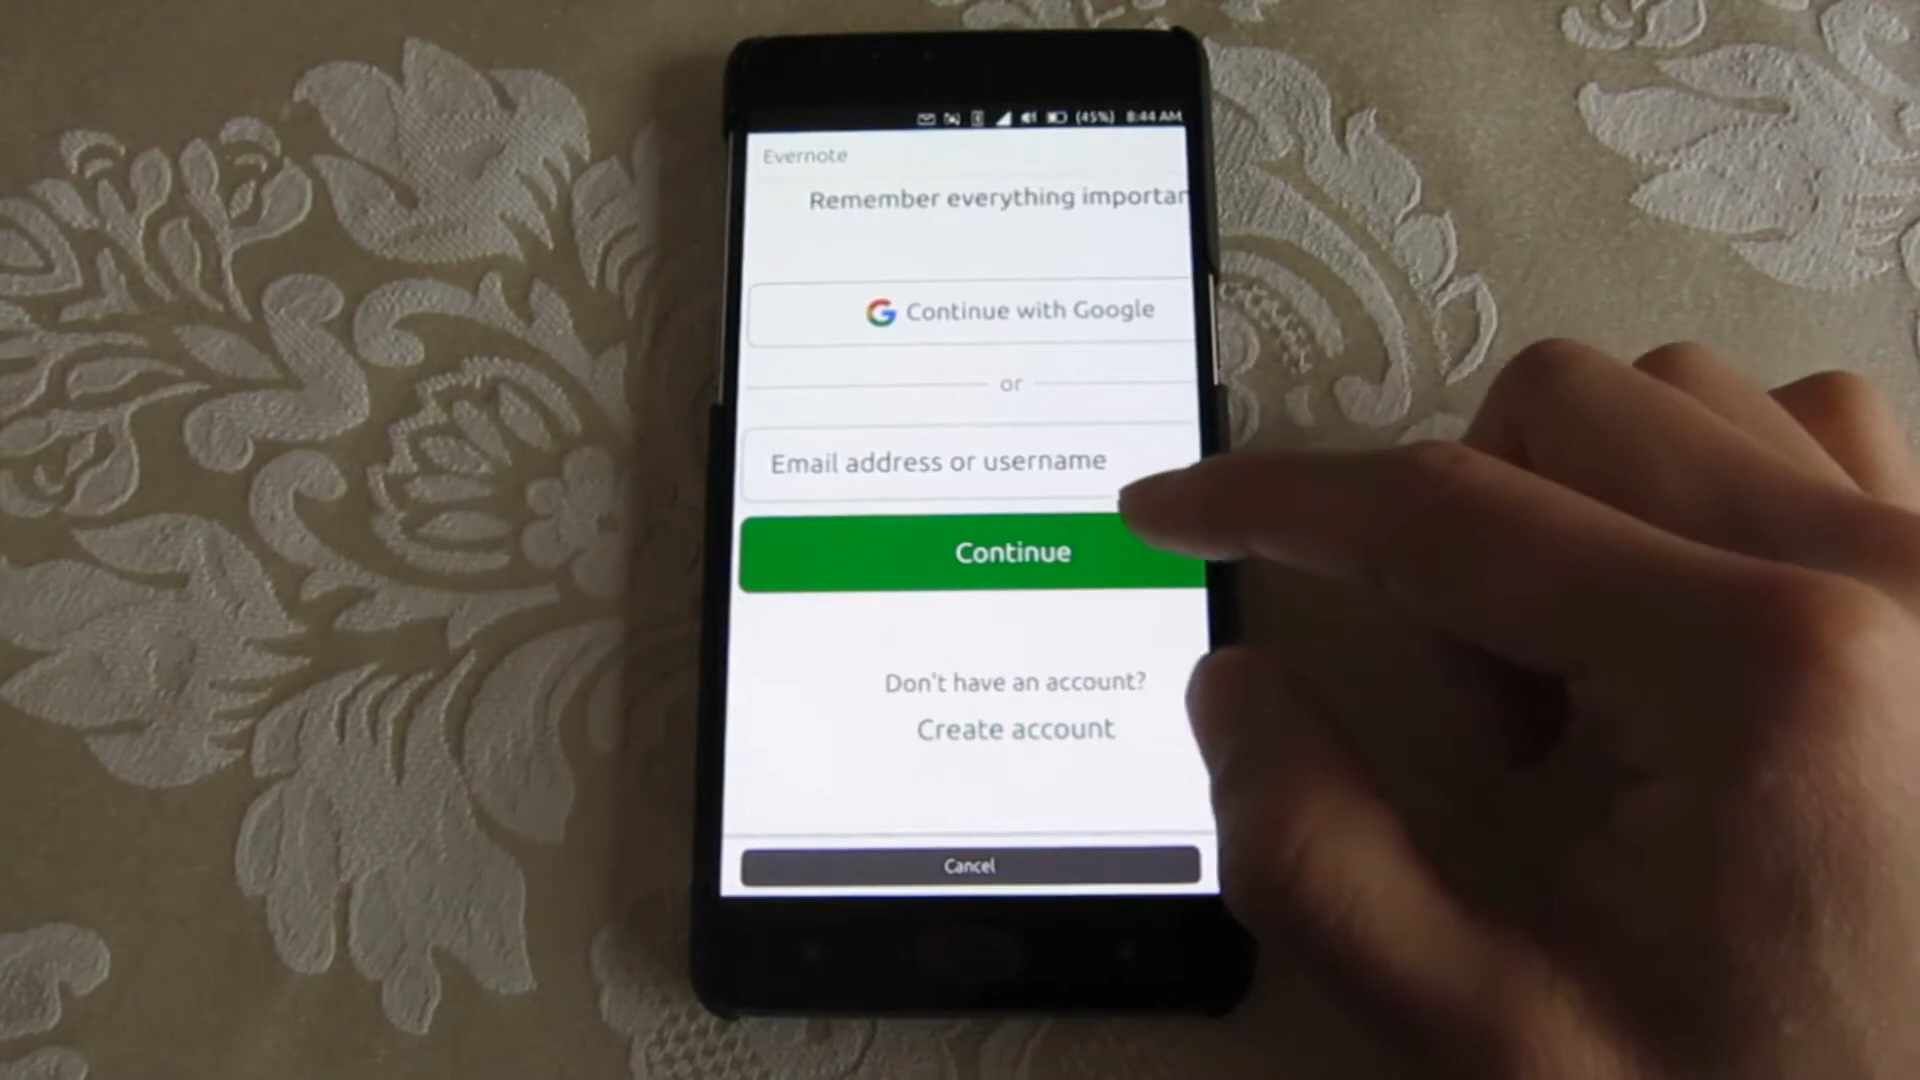 (45%) 8:44 AM
Evernote
Remember everything importan
Continue with Google
or
Email address or username
Continue
Don't have an account?
Create account
Cancel